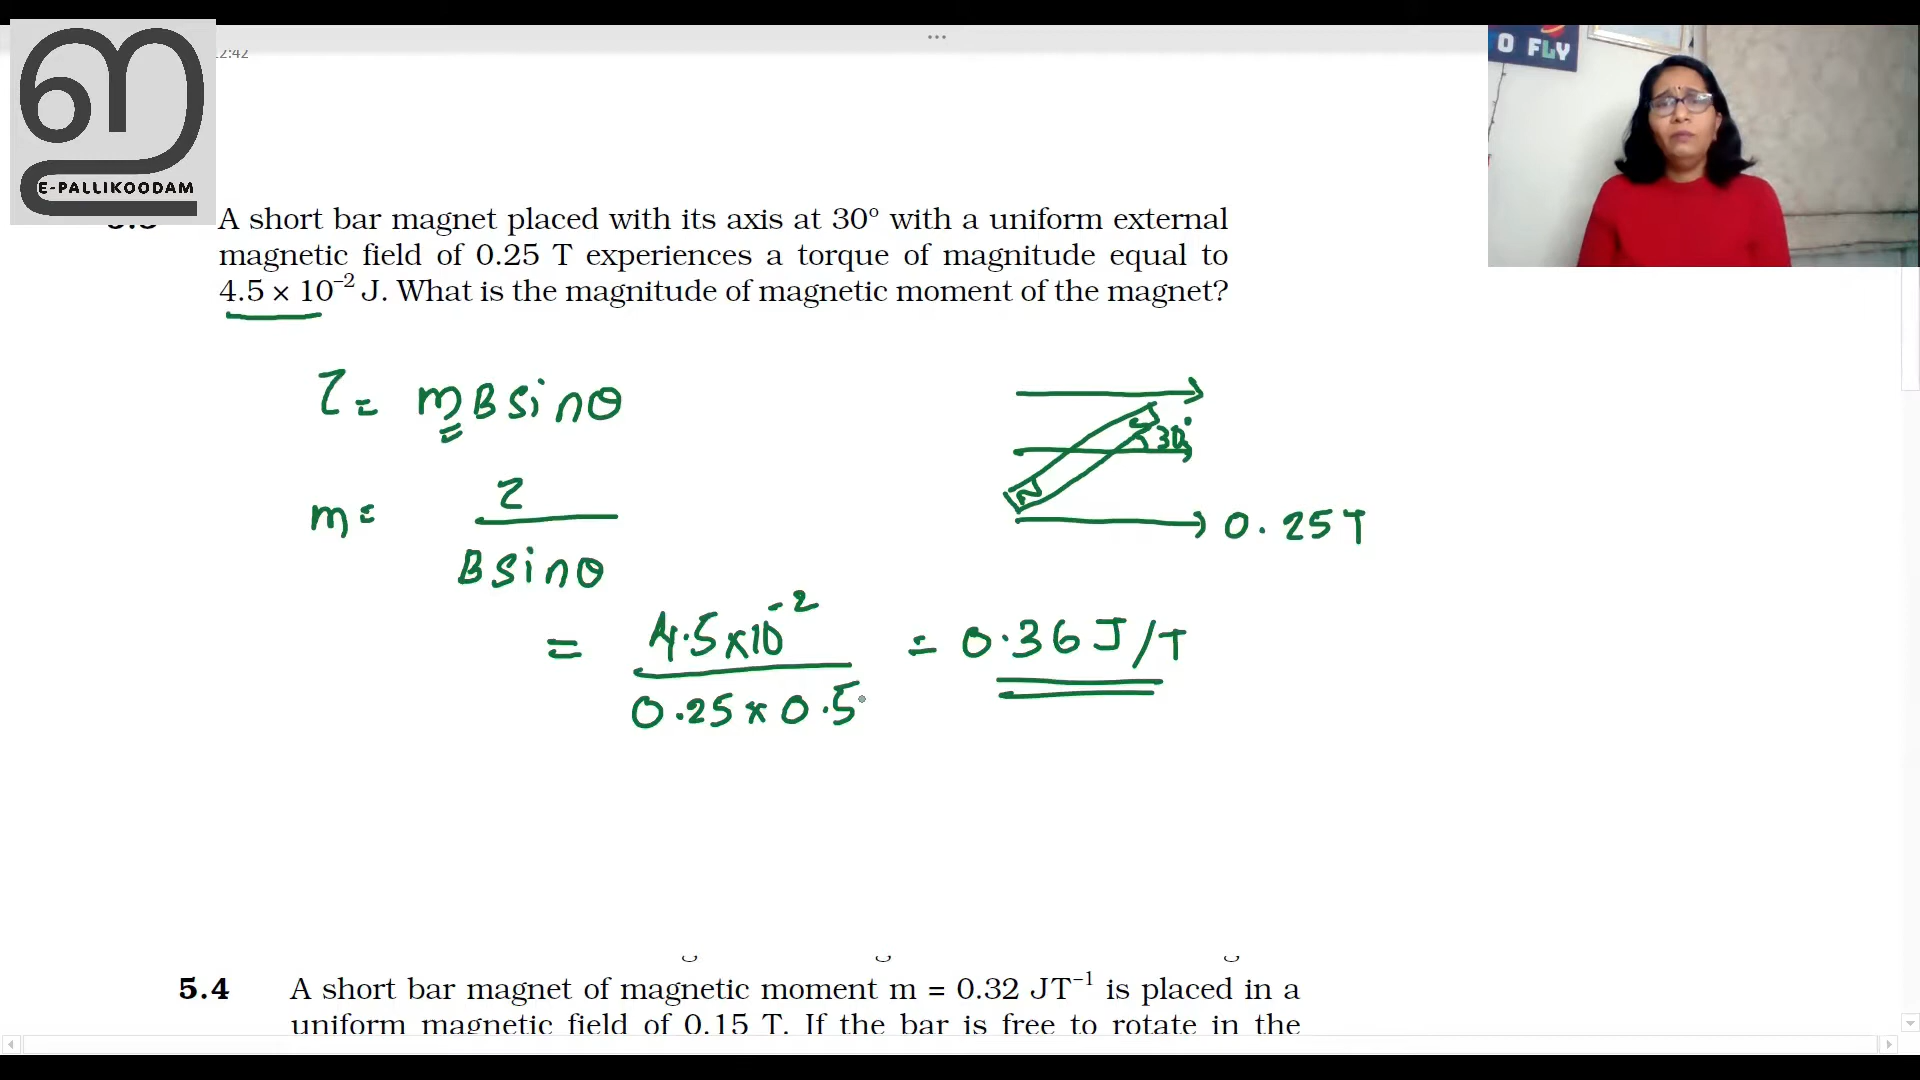 2:42
E-PALLIKOODAM
O FLY
A short bar magnet placed with its axis at 30° with a uniform external
magnetic field of 0.25 T experiences a torque of magnitude equal to
4.5 × 10⁻² J. What is the magnitude of magnetic moment of the magnet?
τ = mBsinθ
30°
m = τ / Bsinθ
N
0.25T
= 4.5×10⁻² / 0.25×0.5 = 0.36 J/T
5.4 A short bar magnet of magnetic moment m = 0.32 JT⁻¹ is placed in a
uniform magnetic field of 0.15 T. If the bar is free to rotate in the